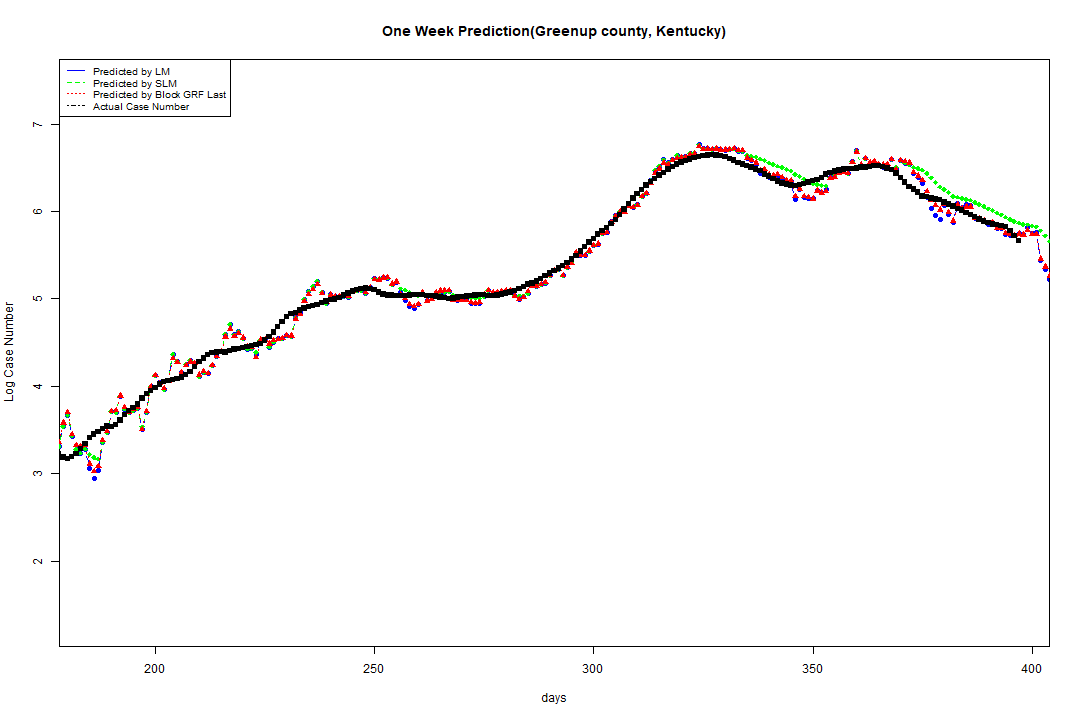 One Week Prediction(Greenup county, Kentucky)
Predicted by LM
Predicted by SLM
Predicted by Block GRF Last
Actual Case Number
7
6
5
4
3
2
Log Case Number
200 250 300 350 400
days